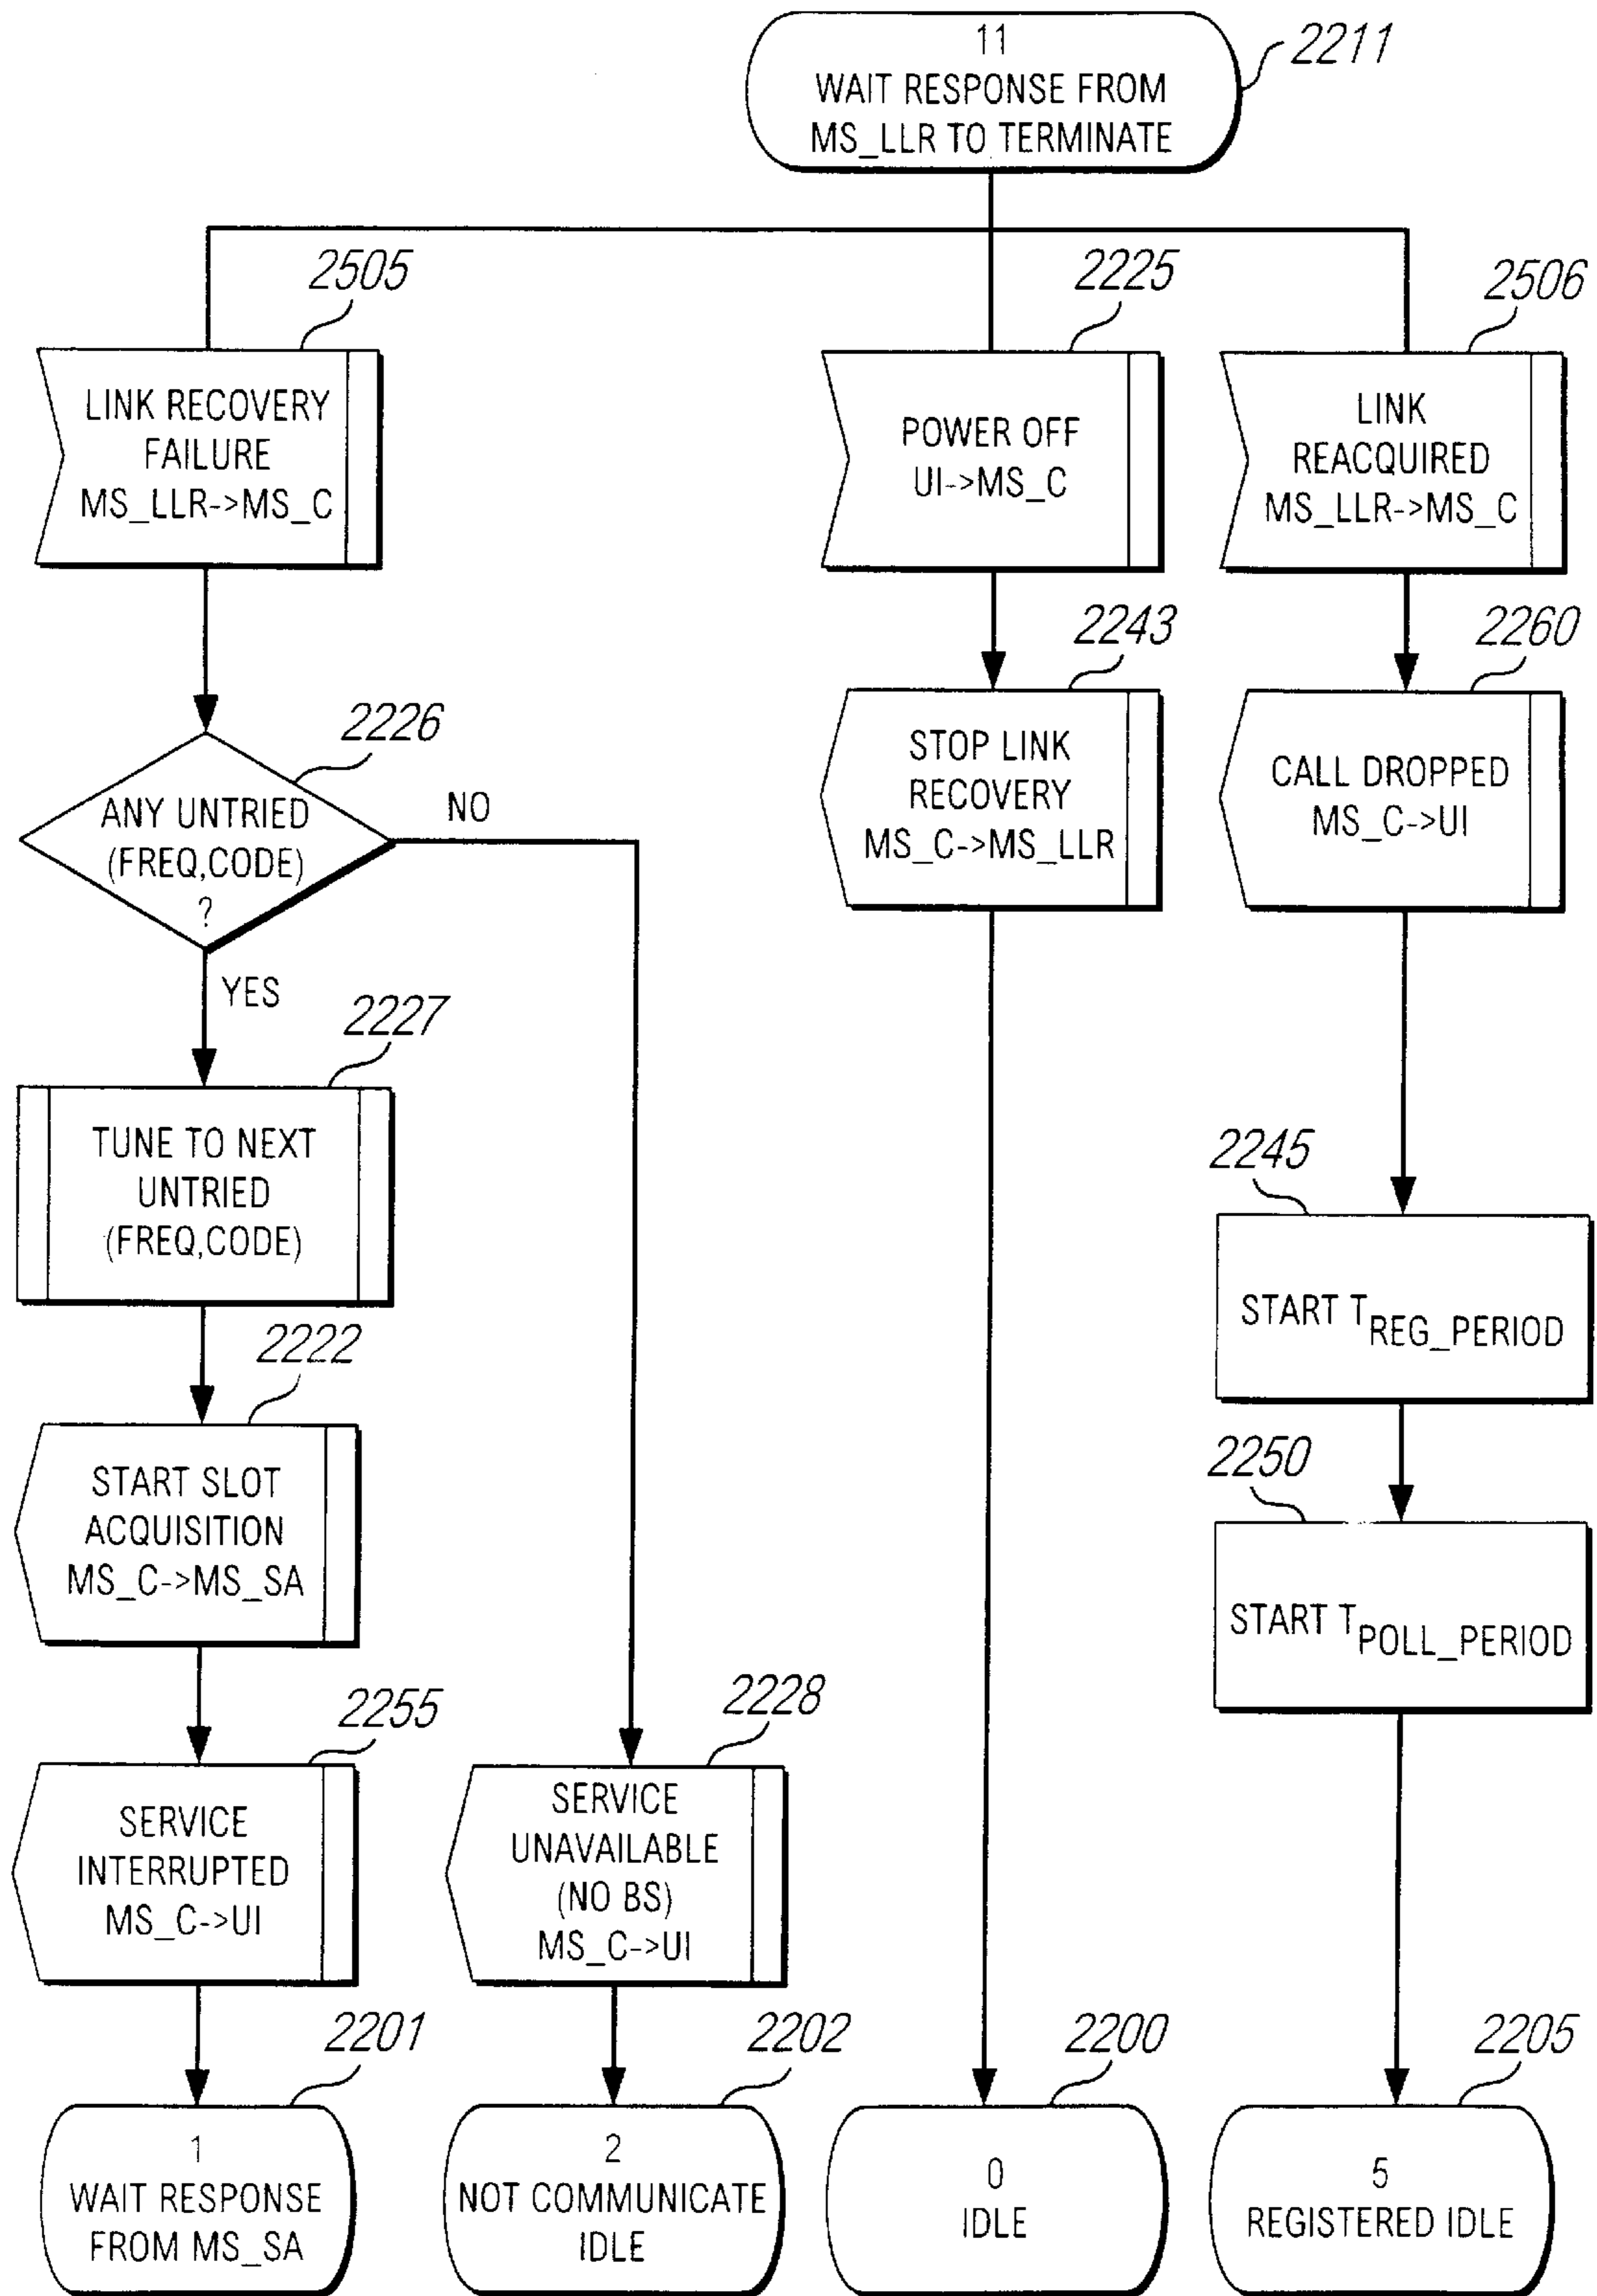 11
WAIT RESPONSE FROM
MS_LLR TO TERMINATE
2211
2505
LINK RECOVERY
FAILURE
MS_LLR->MS_C
2225
POWER OFF
UI->MS_C
2506
LINK
REACQUIRED
MS_LLR->MS_C
2226
ANY UNTRIED
(FREQ,CODE)
?
NO
YES
2243
STOP LINK
RECOVERY
MS_C->MS_LLR
2260
CALL DROPPED
MS_C->UI
2227
TUNE TO NEXT
UNTRIED
(FREQ,CODE)
2245
START T REG_PERIOD
2222
START SLOT
ACQUISITION
MS_C->MS_SA
2250
START T POLL_PERIOD
2255
SERVICE
INTERRUPTED
MS_C->UI
2228
SERVICE
UNAVAILABLE
(NO BS)
MS_C->UI
2201
1
WAIT RESPONSE
FROM MS_SA
2202
2
NOT COMMUNICATE
IDLE
2200
0
IDLE
2205
5
REGISTERED IDLE